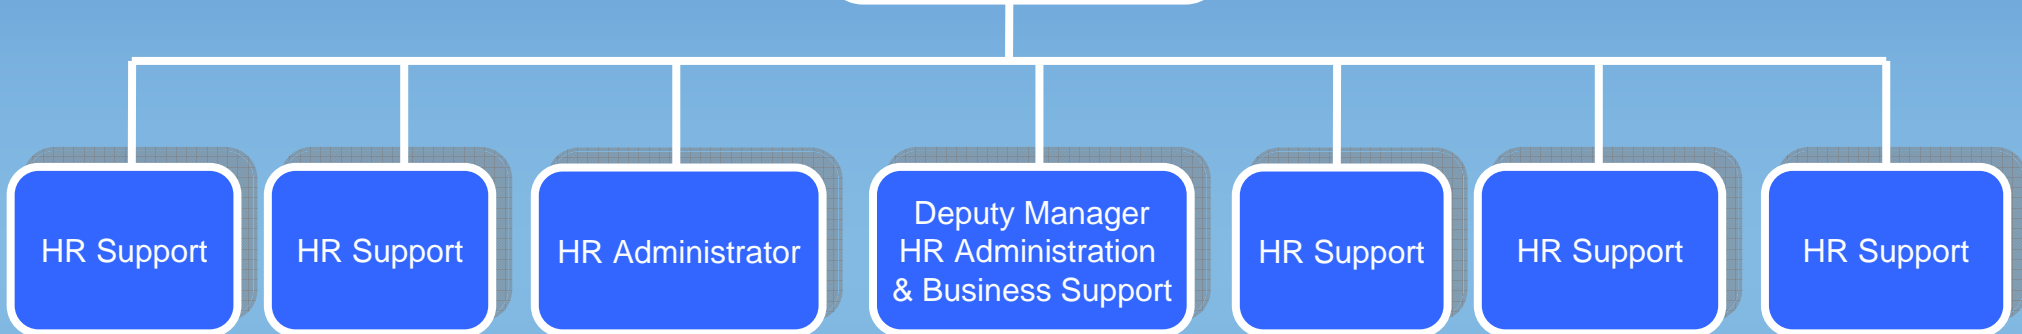 HR Support
HR Support
HR Administrator
Deputy Manager
HR Administration
& Business Support
HR Support
HR Support
HR Support